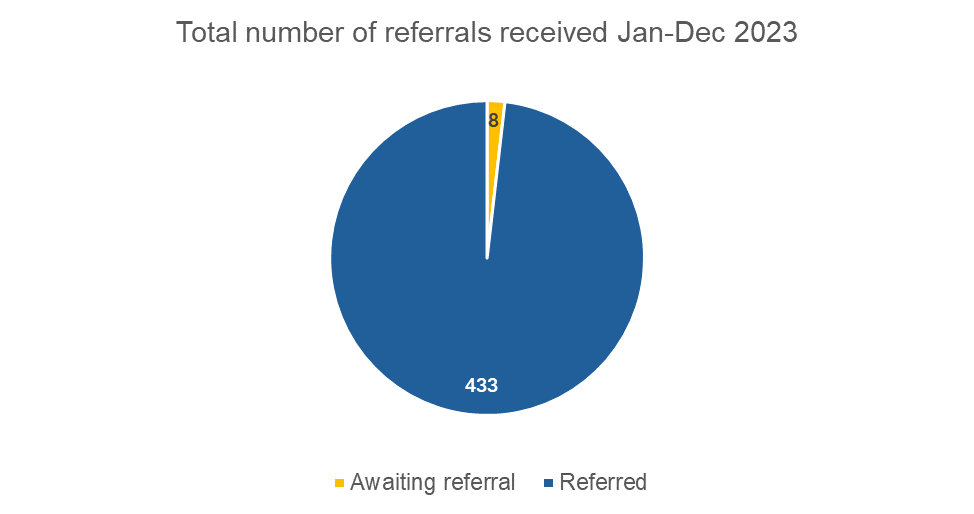 Total number of referrals received Jan-Dec 2023
8
433
Awaiting referral Referred